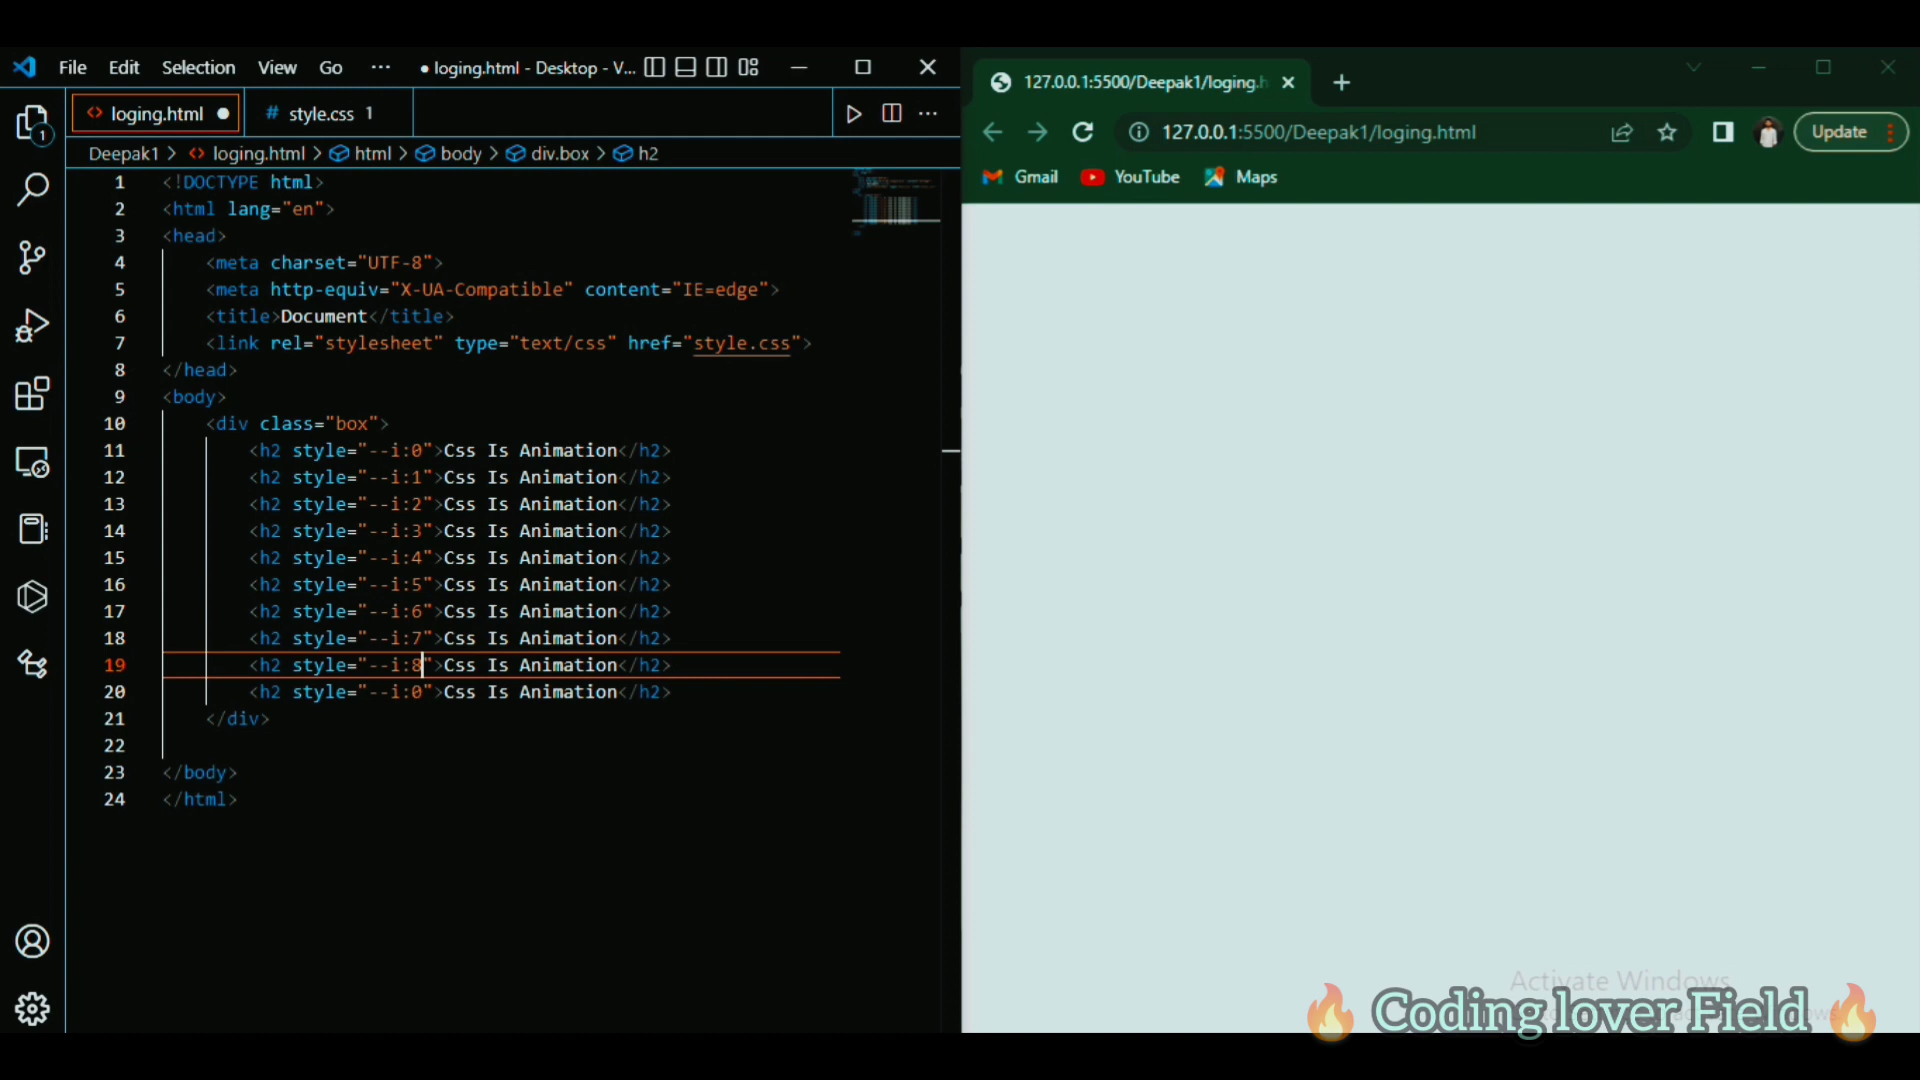 File Edit Selection View Go ··· ● loging.html - Desktop - V...
loging.html ● # style.css 1
Deepak1 > loging.html > html > body > div.box > h2
1 <!DOCTYPE html>
2 <html lang="en">
3 <head>
4 <meta charset="UTF-8">
5 <meta http-equiv="X-UA-Compatible" content="IE=edge">
6 <title>Document</title>
7 <link rel="stylesheet" type="text/css" href="style.css">
8 </head>
9 <body>
10 <div class="box">
11 <h2 style="--i:0">Css Is Animation</h2>
12 <h2 style="--i:1">Css Is Animation</h2>
13 <h2 style="--i:2">Css Is Animation</h2>
14 <h2 style="--i:3">Css Is Animation</h2>
15 <h2 style="--i:4">Css Is Animation</h2>
16 <h2 style="--i:5">Css Is Animation</h2>
17 <h2 style="--i:6">Css Is Animation</h2>
18 <h2 style="--i:7">Css Is Animation</h2>
19 <h2 style="--i:8">Css Is Animation</h2>
20 <h2 style="--i:0">Css Is Animation</h2>
21 </div>
22
23 </body>
24 </html>
1
127.0.0.1:5500/Deepak1/loging.h
127.0.0.1:5500/Deepak1/loging.html Update
Gmail YouTube Maps
Activate Windows
Coding lover Field